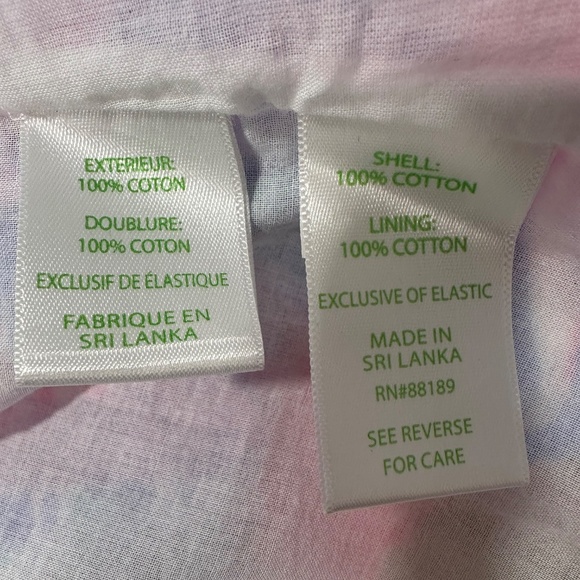 EXTERIEUR:
100% COTON
DOUBLURE:
100% COTON
EXCLUSIF DE ÉLASTIQUE
FABRIQUE EN
SRI LANKA
SHELL:
100% COTTON
LINING:
100% COTTON
EXCLUSIVE OF ELASTIC
MADE IN
SRI LANKA
RN#88189
SEE REVERSE
FOR CARE